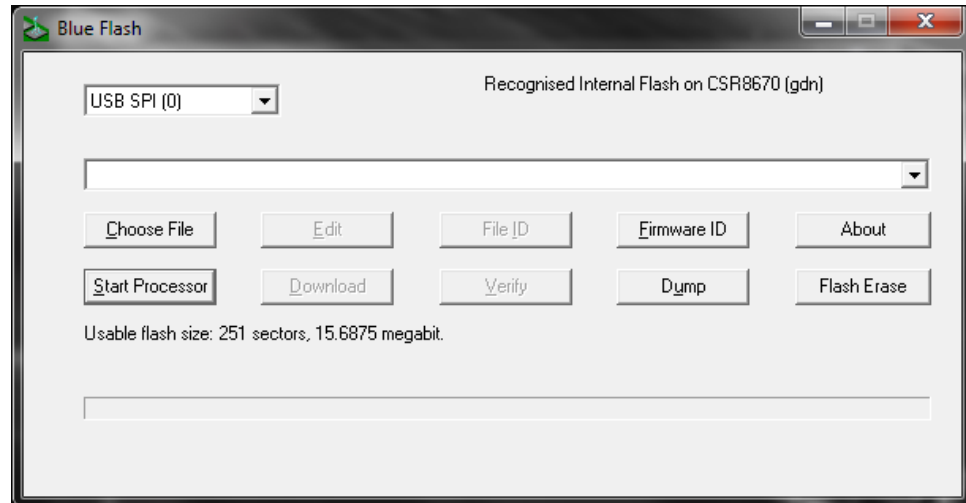 Blue Flash
USB SPI (0)
Recognised Internal Flash on CSR8670 (gdn)
Choose File
Edit
File ID
Firmware ID
About
Start Processor
Download
Verify
Dump
Flash Erase
Usable flash size: 251 sectors, 15.6875 megabit.